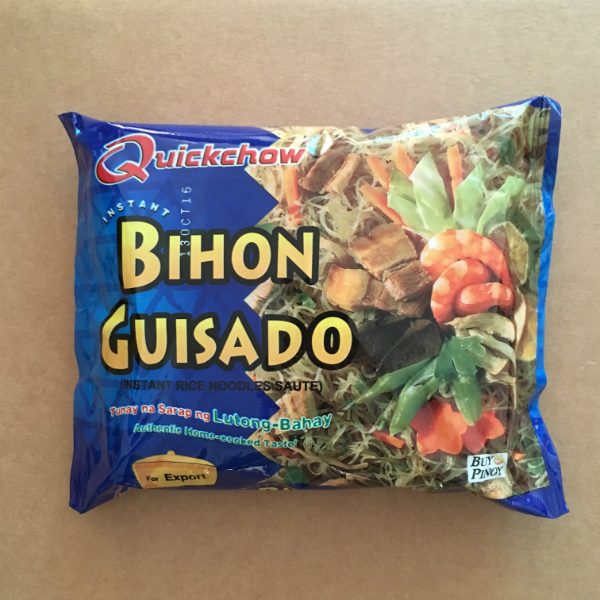 Quickchow
INSTANT
13OCT16
BIHON
GUISADO
(INSTANT RICE NOODLES SAUTE)
Tunay na Sarap ng Lutong-Bahay
Authentic Home-cooked Taste!
For Export
BUY
PINOY